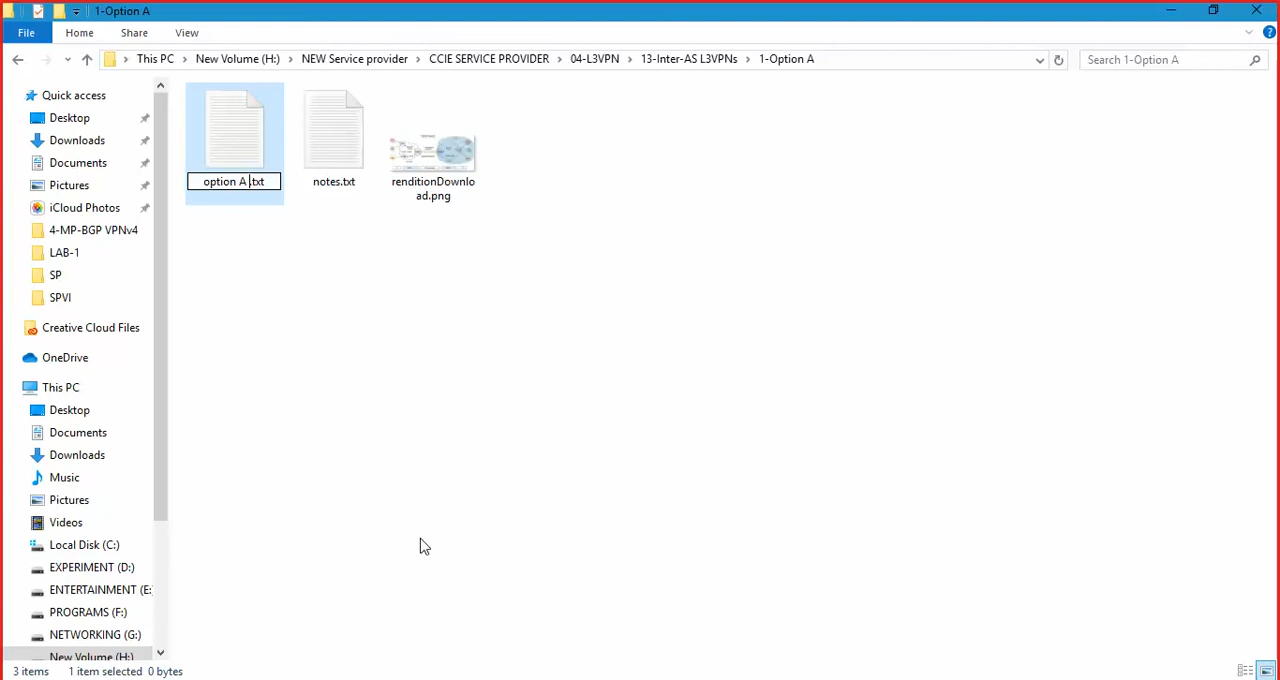 1-Option A
File
Home
Share
View
This PC
New Volume (H:)
NEW Service provider
CCIE SERVICE PROVIDER
04-L3VPN
13-Inter-AS L3VPNs
1-Option A
Search 1-Option A
Quick access
Desktop
Downloads
Documents
Pictures
iCloud Photos
4-MP-BGP VPNv4
LAB-1
SP
SPVI
Creative Cloud Files
OneDrive
This PC
Desktop
Documents
Downloads
Music
Pictures
Videos
Local Disk (C:)
EXPERIMENT (D:)
ENTERTAINMENT (E:
PROGRAMS (F:)
NETWORKING (G:)
New Volume (H:)
option A .txt
notes.txt
renditionDownlo
ad.png
3 items
1 item selected 0 bytes